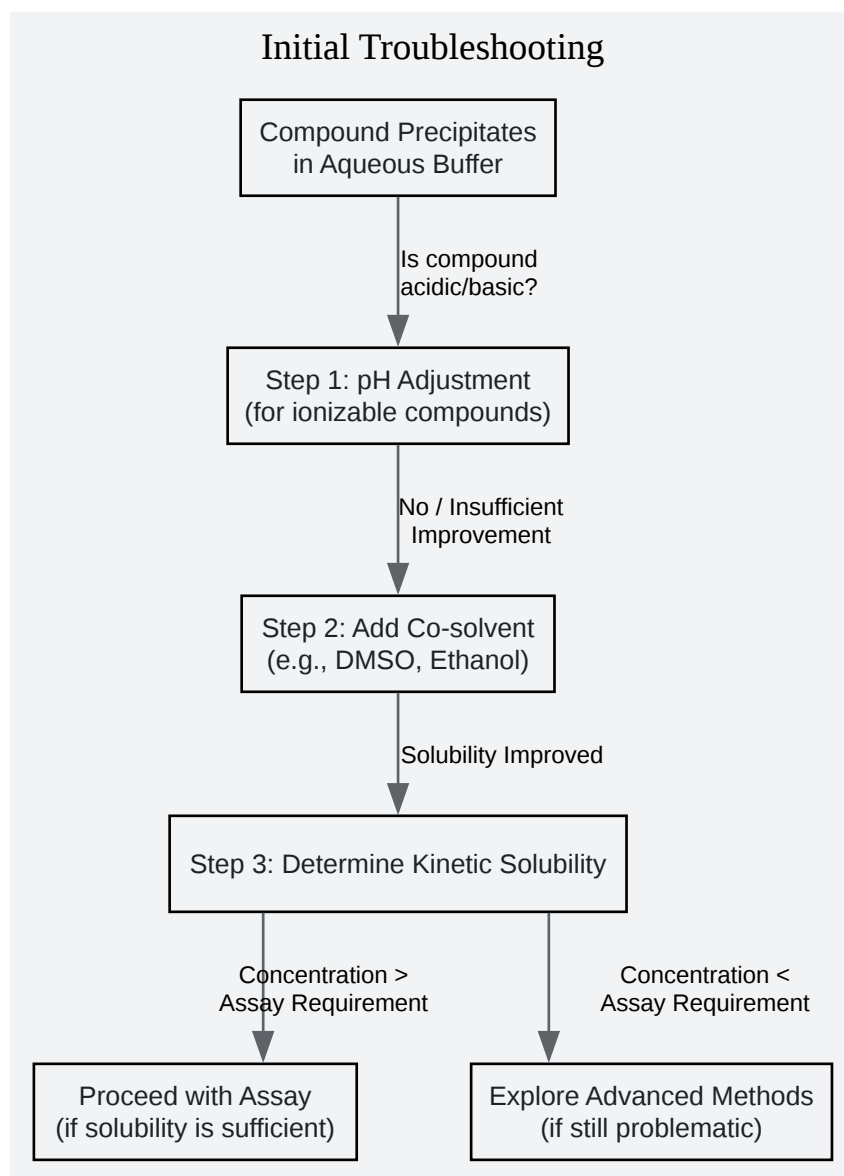 Initial Troubleshooting
Compound Precipitates
in Aqueous Buffer
Is compound
acidic/basic?
Step 1: pH Adjustment
(for ionizable compounds)
No / Insufficient
Improvement
Step 2: Add Co-solvent
(e.g., DMSO, Ethanol)
Solubility Improved
Step 3: Determine Kinetic Solubility
Concentration >
Assay Requirement
Concentration <
Assay Requirement
Proceed with Assay
(if solubility is sufficient)
Explore Advanced Methods
(if still problematic)